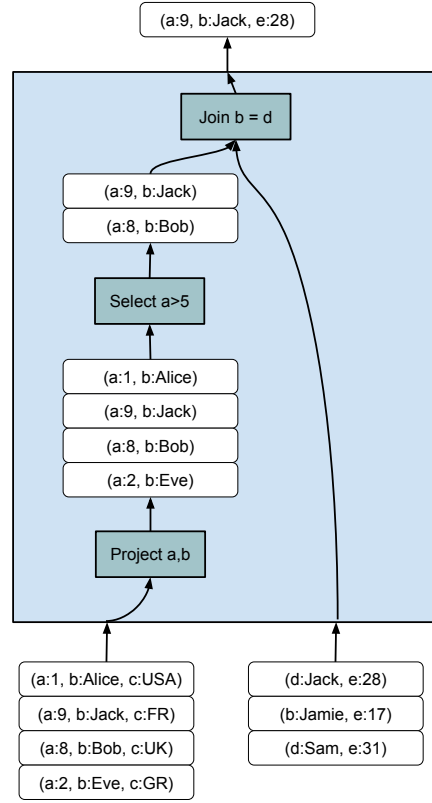 (a:9, b:Jack, e:28)
Join b = d
(a:9, b:Jack)
(a:8, b:Bob)
Select a>5
(a:1, b:Alice)
(a:9, b:Jack)
(a:8, b:Bob)
(a:2, b:Eve)
Project a,b
(a:1, b:Alice, c:USA)
(a:9, b:Jack, c:FR)
(a:8, b:Bob, c:UK)
(a:2, b:Eve, c:GR)
(d:Jack, e:28)
(b:Jamie, e:17)
(d:Sam, e:31)